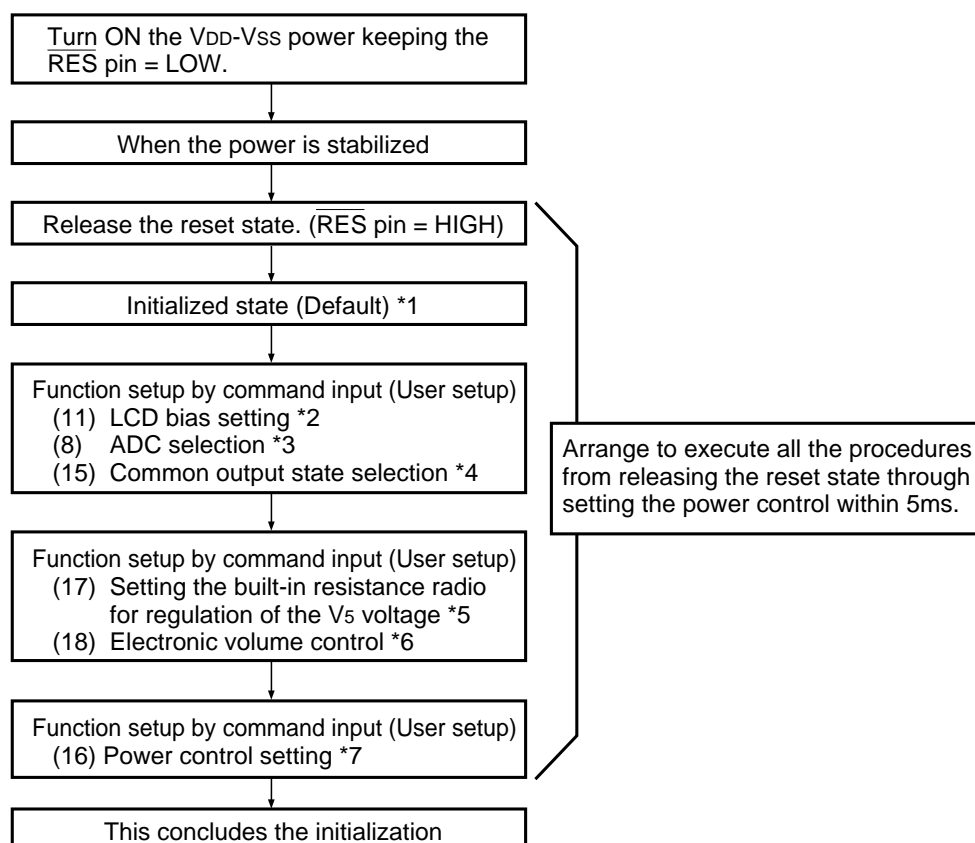 Turn ON the VDD-VSS power keeping the
RES pin = LOW.
When the power is stabilized
Release the reset state. (RES pin = HIGH)
Initialized state (Default) *1
Function setup by command input (User setup)
(11) LCD bias setting *2
(8) ADC selection *3
(15) Common output state selection *4
Arrange to execute all the procedures
from releasing the reset state through
setting the power control within 5ms.
Function setup by command input (User setup)
(17) Setting the built-in resistance radio
for regulation of the V5 voltage *5
(18) Electronic volume control *6
Function setup by command input (User setup)
(16) Power control setting *7
This concludes the initialization